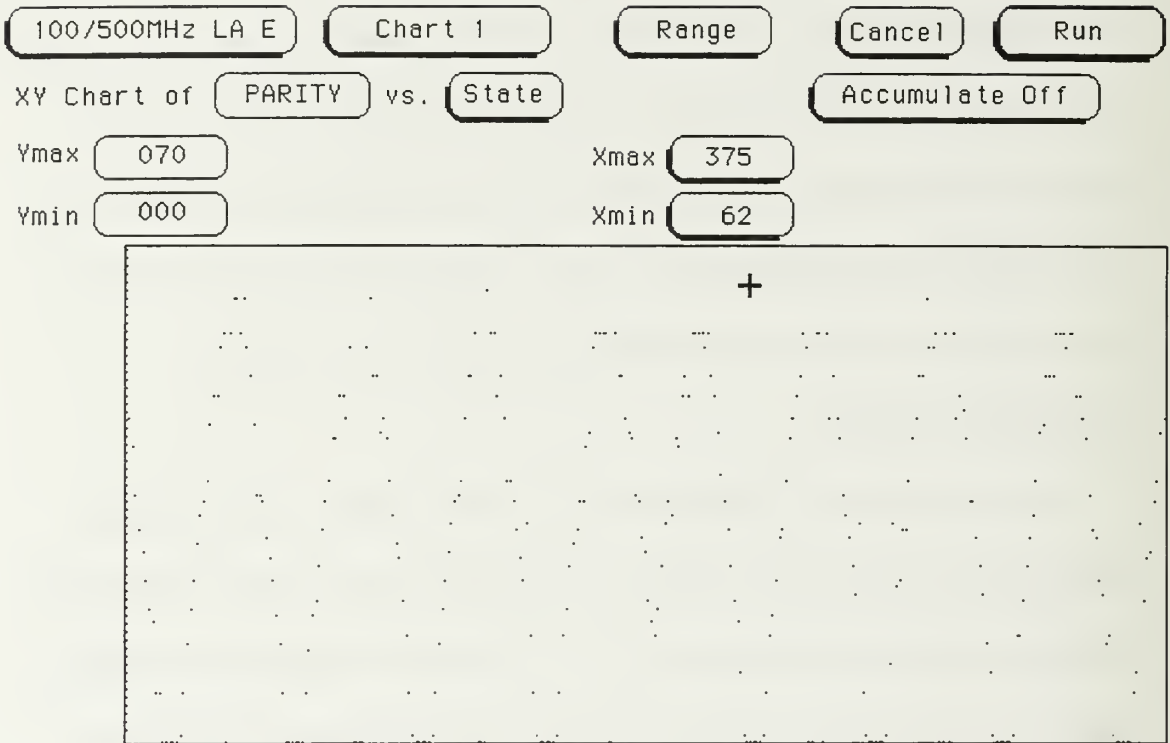 100/500MHz LA E Chart 1 Range Cancel Run
XY Chart of PARITY vs. State Accumulate Off
Ymax 070 Xmax 375
Ymin 000 Xmin 62